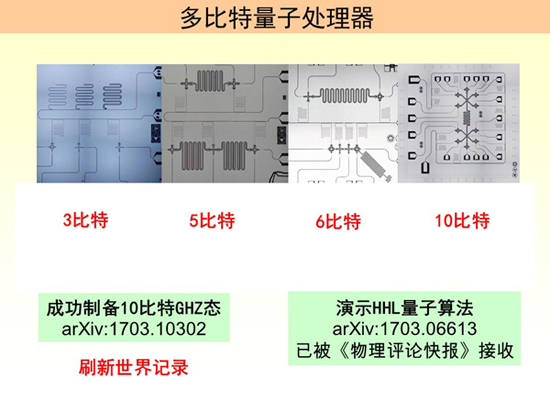 多比特量子处理器
3比特
5比特
6比特
10比特
成功制备10比特GHZ态
arXiv:1703.10302
刷新世界记录
演示HHL量子算法
arXiv:1703.06613
已被《物理评论快报》接收